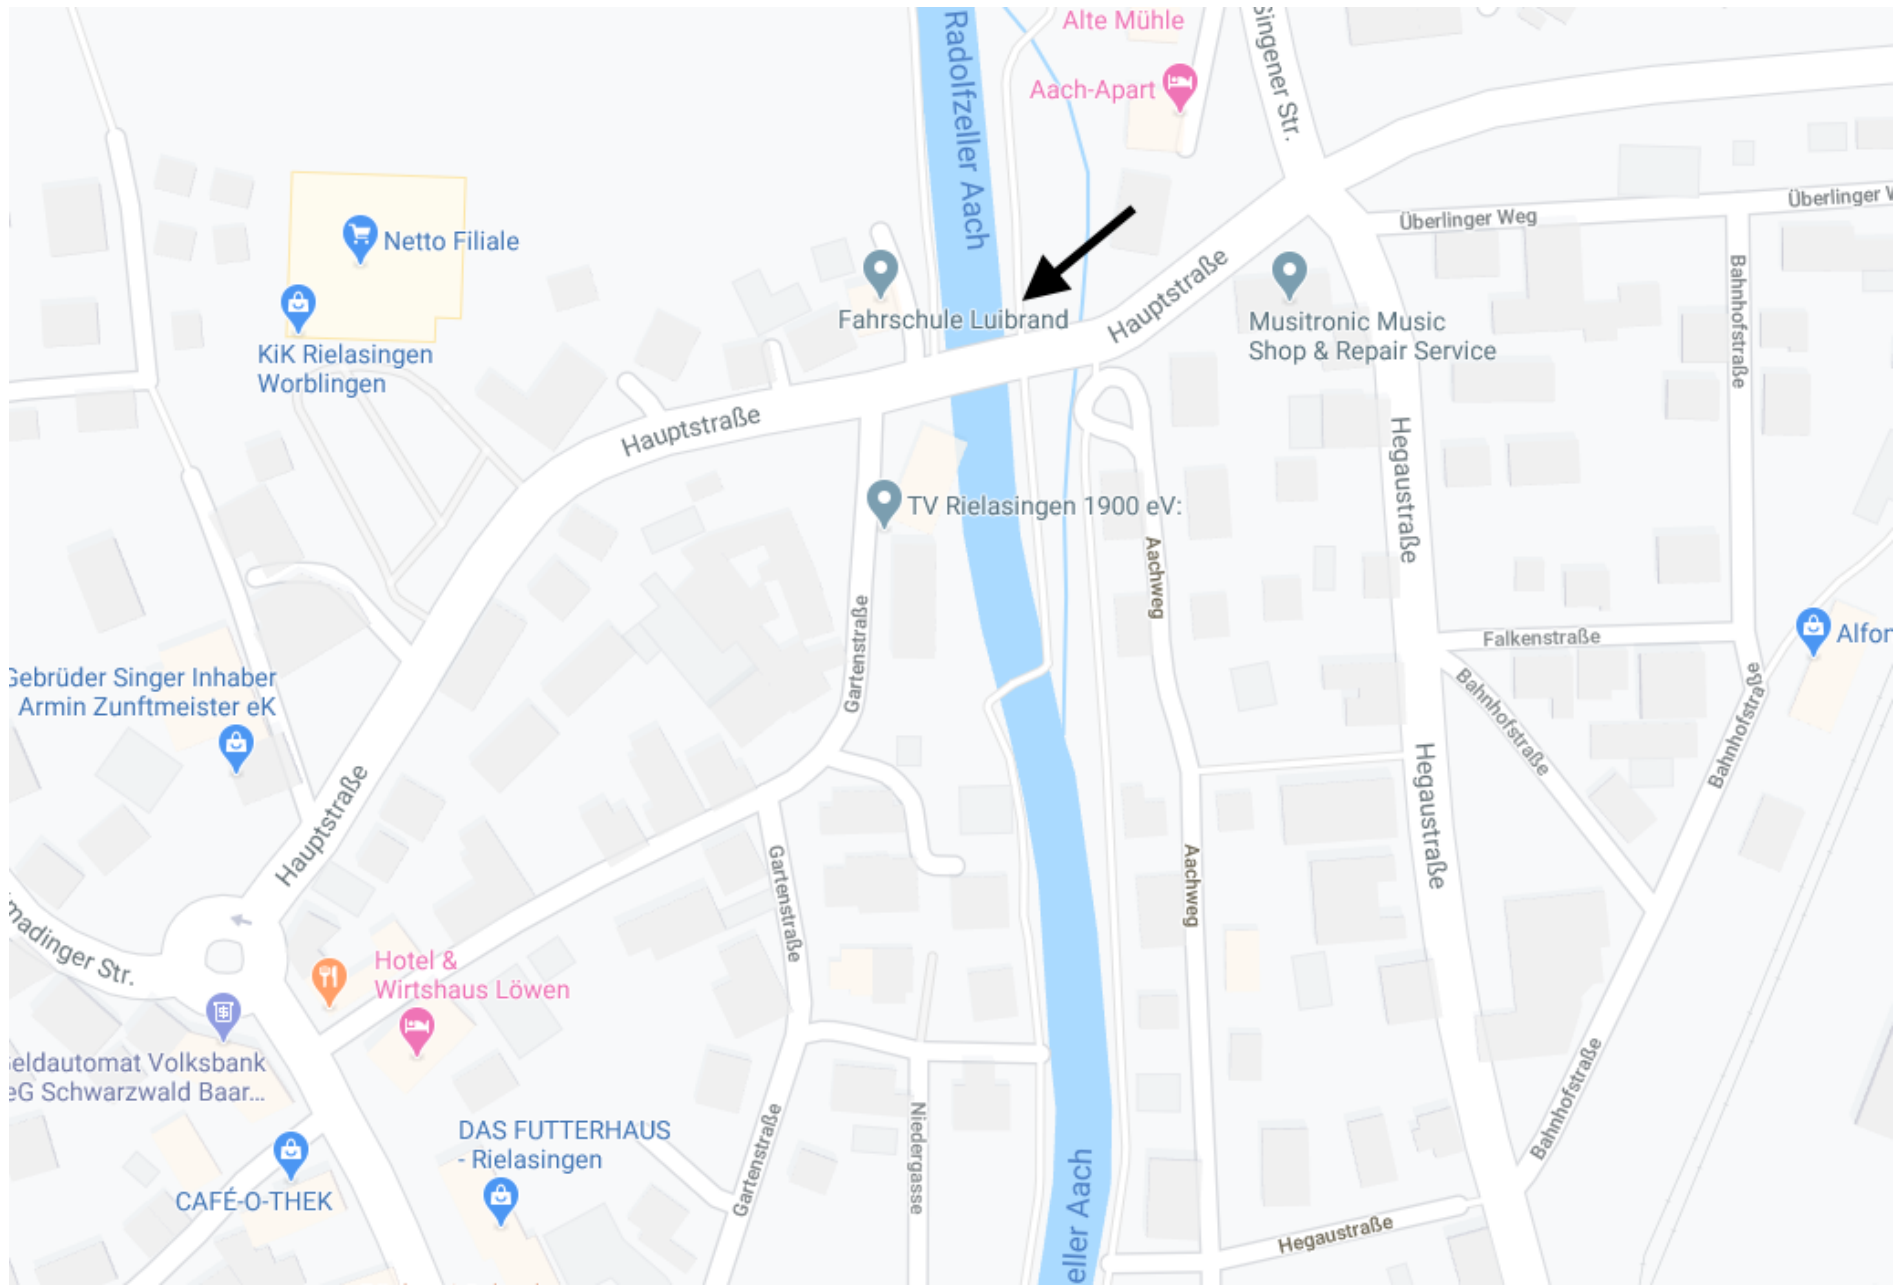 Alte Mühle
Radolfzeller Aach
Singener Str.
Aach-Apart
Netto Filiale
Überlinger Weg
Überlinger
Hauptstraße
Bahnhofstraße
Fahrschule Luibrand
Musitronic Music
Shop & Repair Service
KiK Rielasingen
Worblingen
Hauptstraße
Hegaustraße
TV Rielasingen 1900 eV:
Aachweg
Gartenstraße
Falkenstraße
Alfon
Gebrüder Singer Inhaber
Armin Zunftmeister eK
Bahnhofstraße
Bahnhofstraße
Hauptstraße
Hegaustraße
Gartenstraße
Aachweg
madinger Str.
Hotel &
Wirtshaus Löwen
eldautomat Volksbank
eG Schwarzwald Baar...
Bahnhofstraße
DAS FUTTERHAUS
- Rielasingen
Gartenstraße
Niedergasse
CAFÉ-O-THEK
eller Aach
Hegaustraße